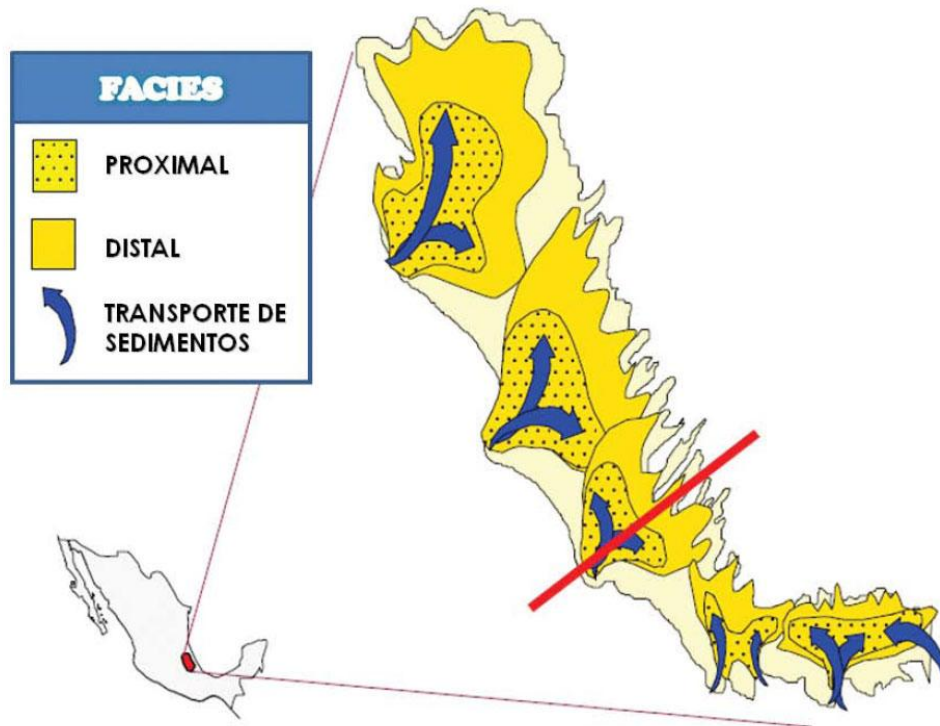 FACIES
PROXIMAL
DISTAL
TRANSPORTE DE
SEDIMENTOS